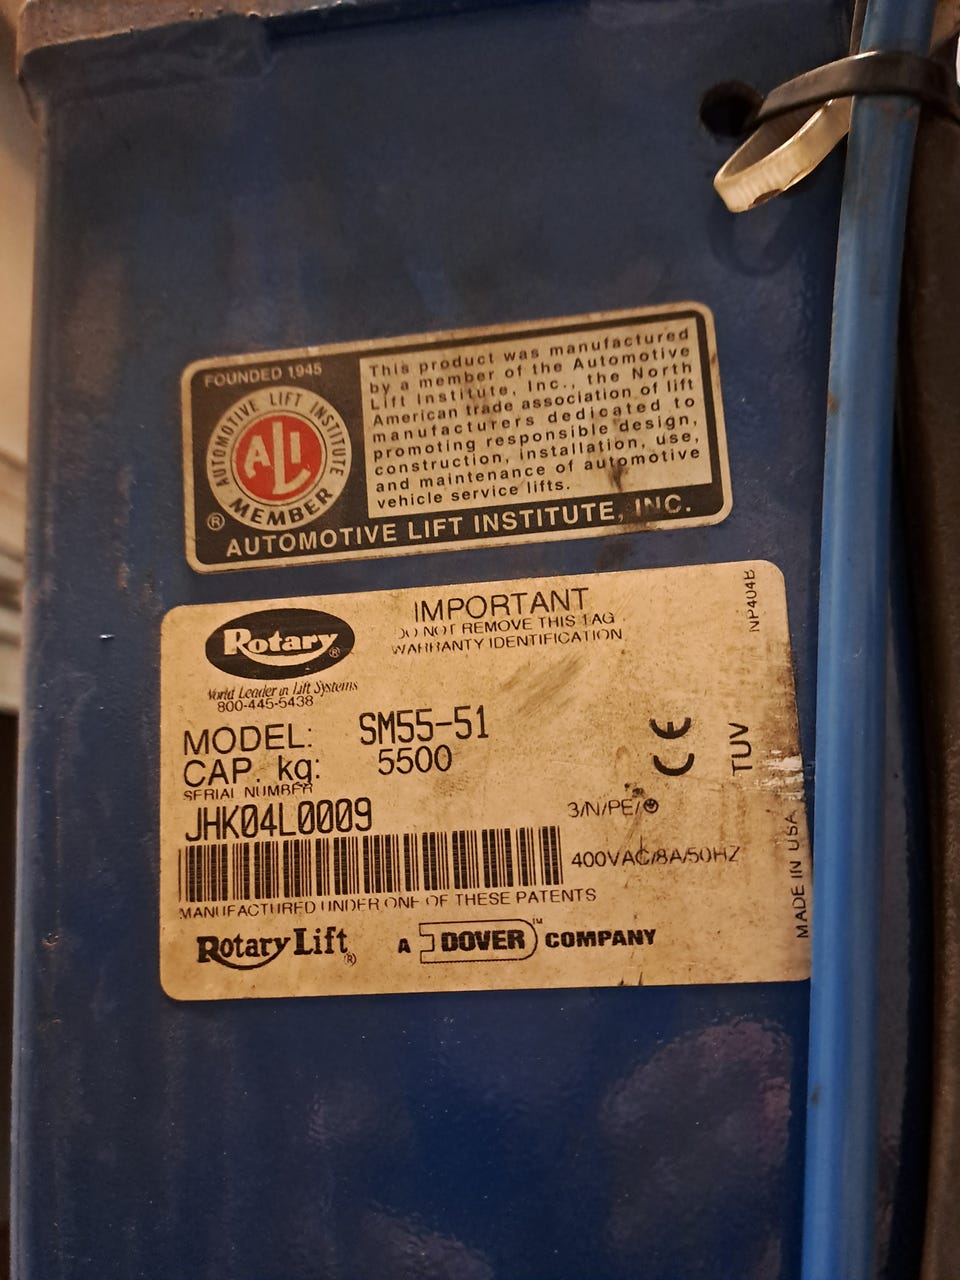 FOUNDED 1945
AUTOMOTIVE LIFT INSTITUTE
ALI
MEMBER
®
This product was manufactured
by a member of the Automotive
Lift Institute, Inc., the North
American trade association of lift
manufacturers dedicated to
promoting responsible design,
construction, installation, use,
and maintenance of automotive
vehicle service lifts.
AUTOMOTIVE LIFT INSTITUTE, INC.
Rotary®
World Leader in Lift Systems
800-445-5438
IMPORTANT
DO NOT REMOVE THIS TAG
WARRANTY IDENTIFICATION
NP404B
MODEL: SM55-51
CAP. kg: 5500
SERIAL NUMBER
JHK04L0009
CE
TUV
3/N/PE/
400VAC/8A/50HZ
MADE IN USA
MANUFACTURED UNDER ONE OF THESE PATENTS
Rotary Lift® A DOVER™ COMPANY